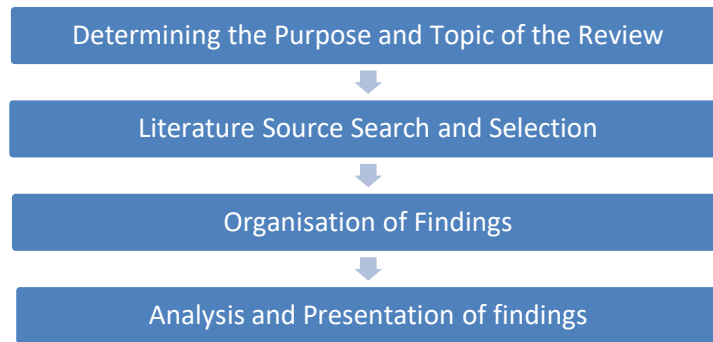 Determining the Purpose and Topic of the Review
Literature Source Search and Selection
Organisation of Findings
Analysis and Presentation of findings